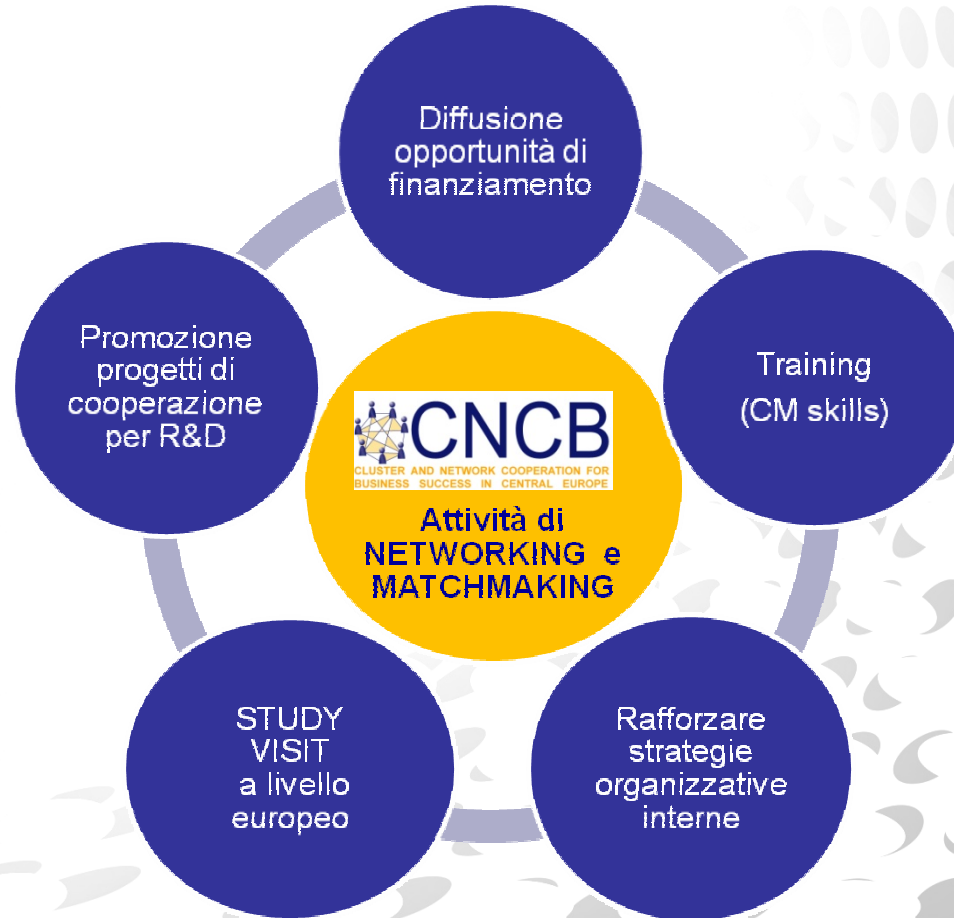 Diffusione
opportunità di
finanziamento
Training
(CM skills)
Rafforzare
strategie
organizzative
interne
STUDY
VISIT
a livello
europeo
Promozione
progetti di
cooperazione
per R&D
CNCB
CLUSTER AND NETWORK COOPERATION FOR
BUSINESS SUCCESS IN CENTRAL EUROPE
Attività di
NETWORKING e
MATCHMAKING